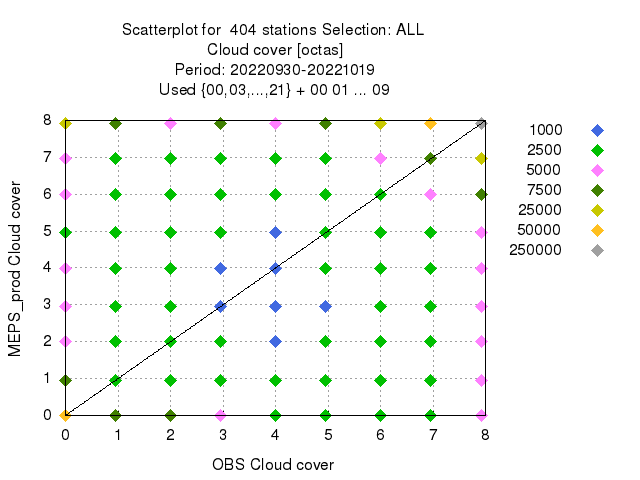 Scatterplot for  404 stations Selection: ALL
Cloud cover [octas]
Period: 20220930-20221019
Used {00,03,...,21} + 00 01 ... 09
MEPS_prod Cloud cover
8
7
6
5
4
3
2
1
0
0 1 2 3 4 5 6 7 8
OBS Cloud cover
1000
2500
5000
7500
25000
50000
250000